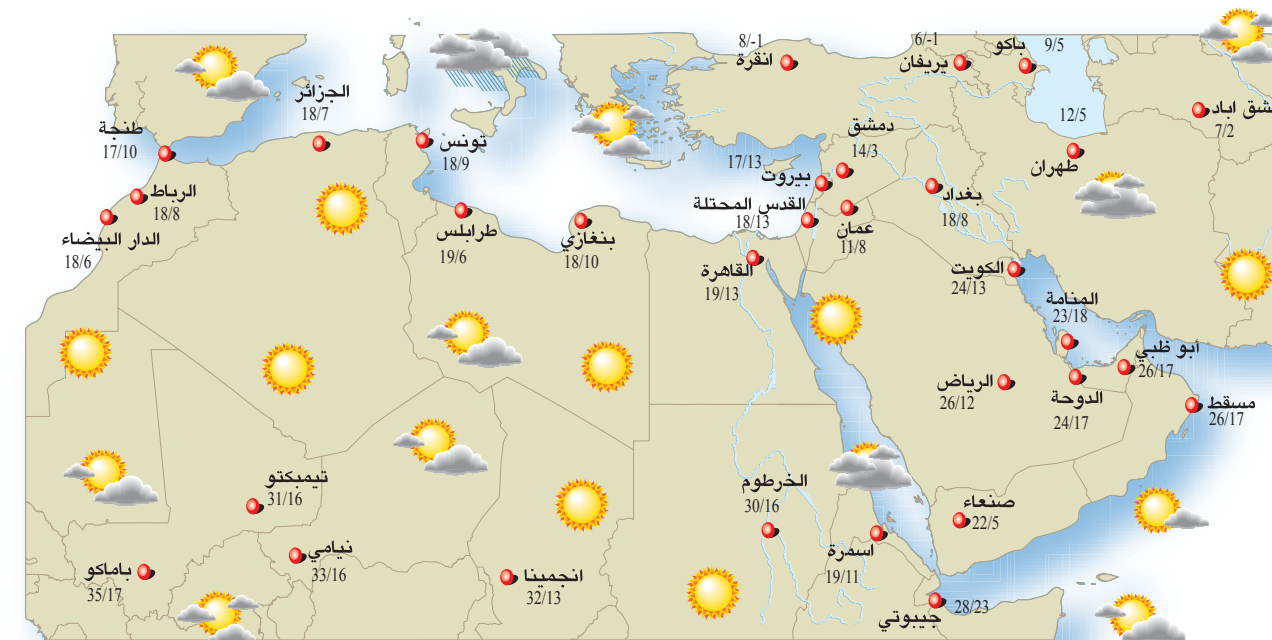 8/-1
انقرة
6/-1
يريفان
باكو
9/5
12/5
شق اباد
7/2
الجزائر
18/7
طنجة
17/10
تونس
18/9
دمشق
14/3
17/13
بيروت
طهران
الرباط
18/8
الدار البيضاء
18/6
طرابلس
19/6
بنغازي
18/10
القدس المحتلة
18/13
عمان
11/8
بغداد
18/8
القاهرة
19/13
الكويت
24/13
المنامة
23/18
أبو ظبي
26/17
الرياض
26/12
الدوحة
24/17
مسقط
26/17
تيمبكتو
31/16
الخرطوم
30/16
صنعاء
22/5
اسمرة
19/11
نيامي
33/16
باماكو
35/17
انجمينا
32/13
28/23
جيبوتي